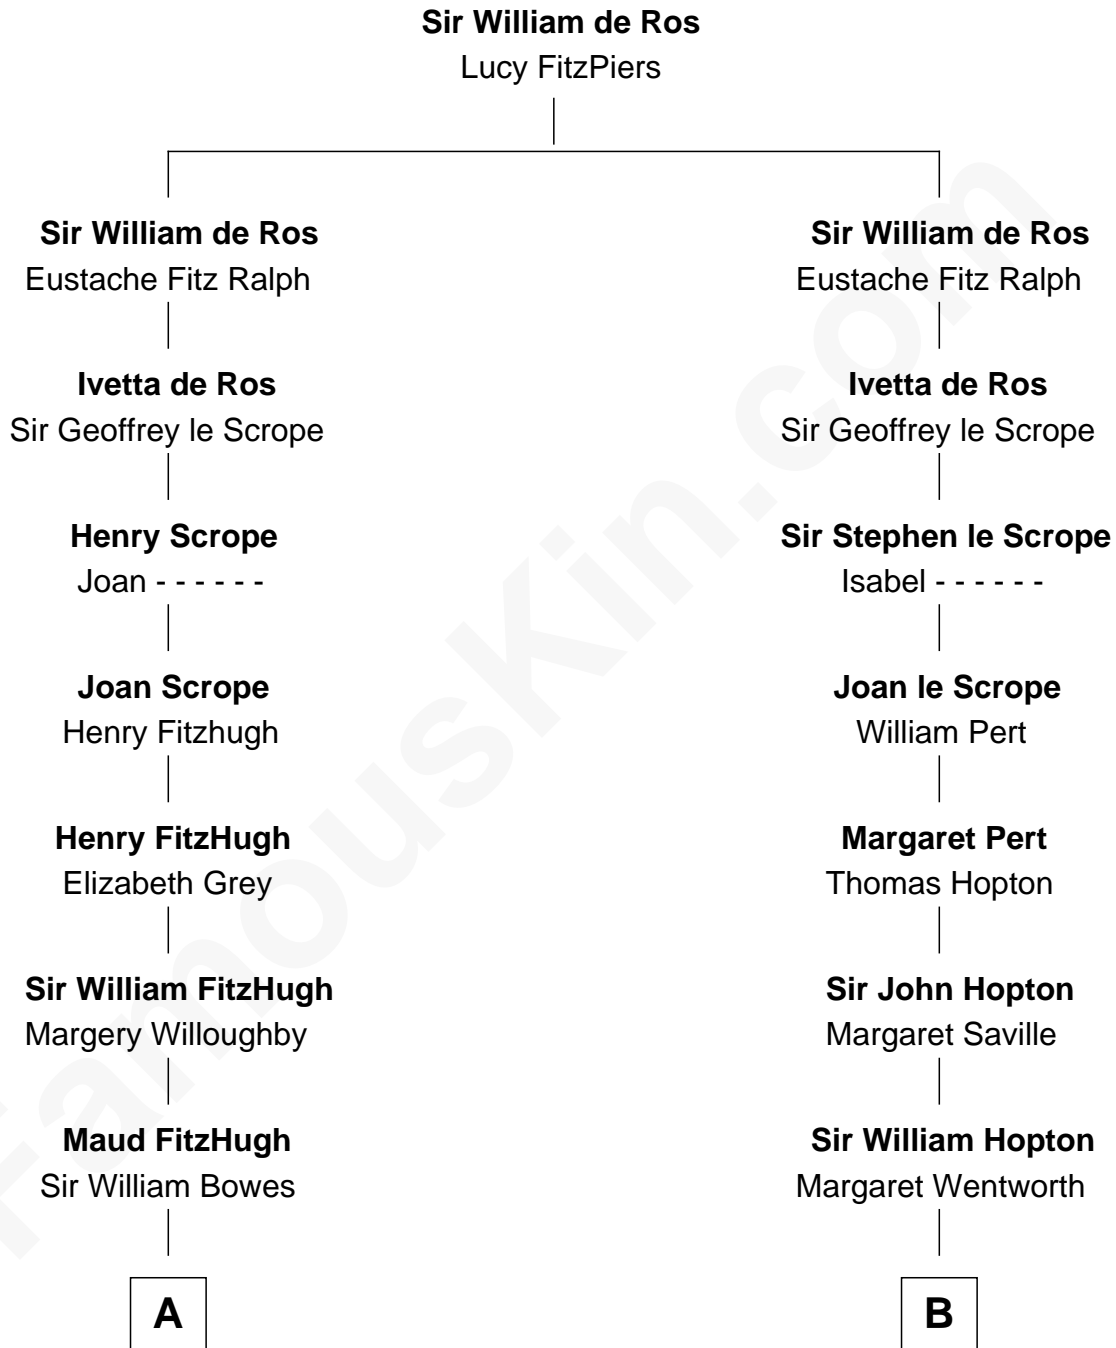 Sir William de Ros
Lucy FitzPiers
Sir William de Ros
Eustache Fitz Ralph
Sir William de Ros
Eustache Fitz Ralph
Ivetta de Ros
Sir Geoffrey le Scrope
Ivetta de Ros
Sir Geoffrey le Scrope
Henry Scrope
Joan - - - - - -
Sir Stephen le Scrope
Isabel - - - - - -
Joan Scrope
Henry Fitzhugh
Joan le Scrope
William Pert
Henry FitzHugh
Elizabeth Grey
Margaret Pert
Thomas Hopton
Sir William FitzHugh
Margery Willoughby
Sir John Hopton
Margaret Saville
Maud FitzHugh
Sir William Bowes
Sir William Hopton
Margaret Wentworth
A
B
FamousKin.com